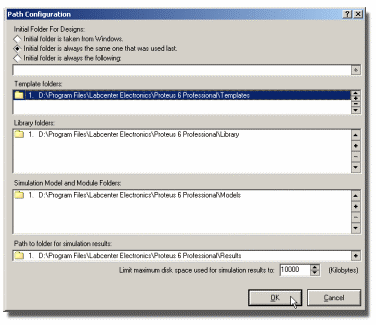 Path Configuration
Initial Folder For Designs:
Initial folder is taken from Windows.
Initial folder is always the same one that was used last.
Initial folder is always the following:
Template folders:
1. D:\Program Files\Labcenter Electronics\Proteus 6 Professional\Templates
Library folders:
1. D:\Program Files\Labcenter Electronics\Proteus 6 Professional\Library
Simulation Model and Module Folders:
1. D:\Program Files\Labcenter Electronics\Proteus 6 Professional\Models
Path to folder for simulation results:
1. D:\Program Files\Labcenter Electronics\Proteus 6 Professional\Results
Limit maximum disk space used for simulation results to: 10000 (Kilobytes)
OK Cancel